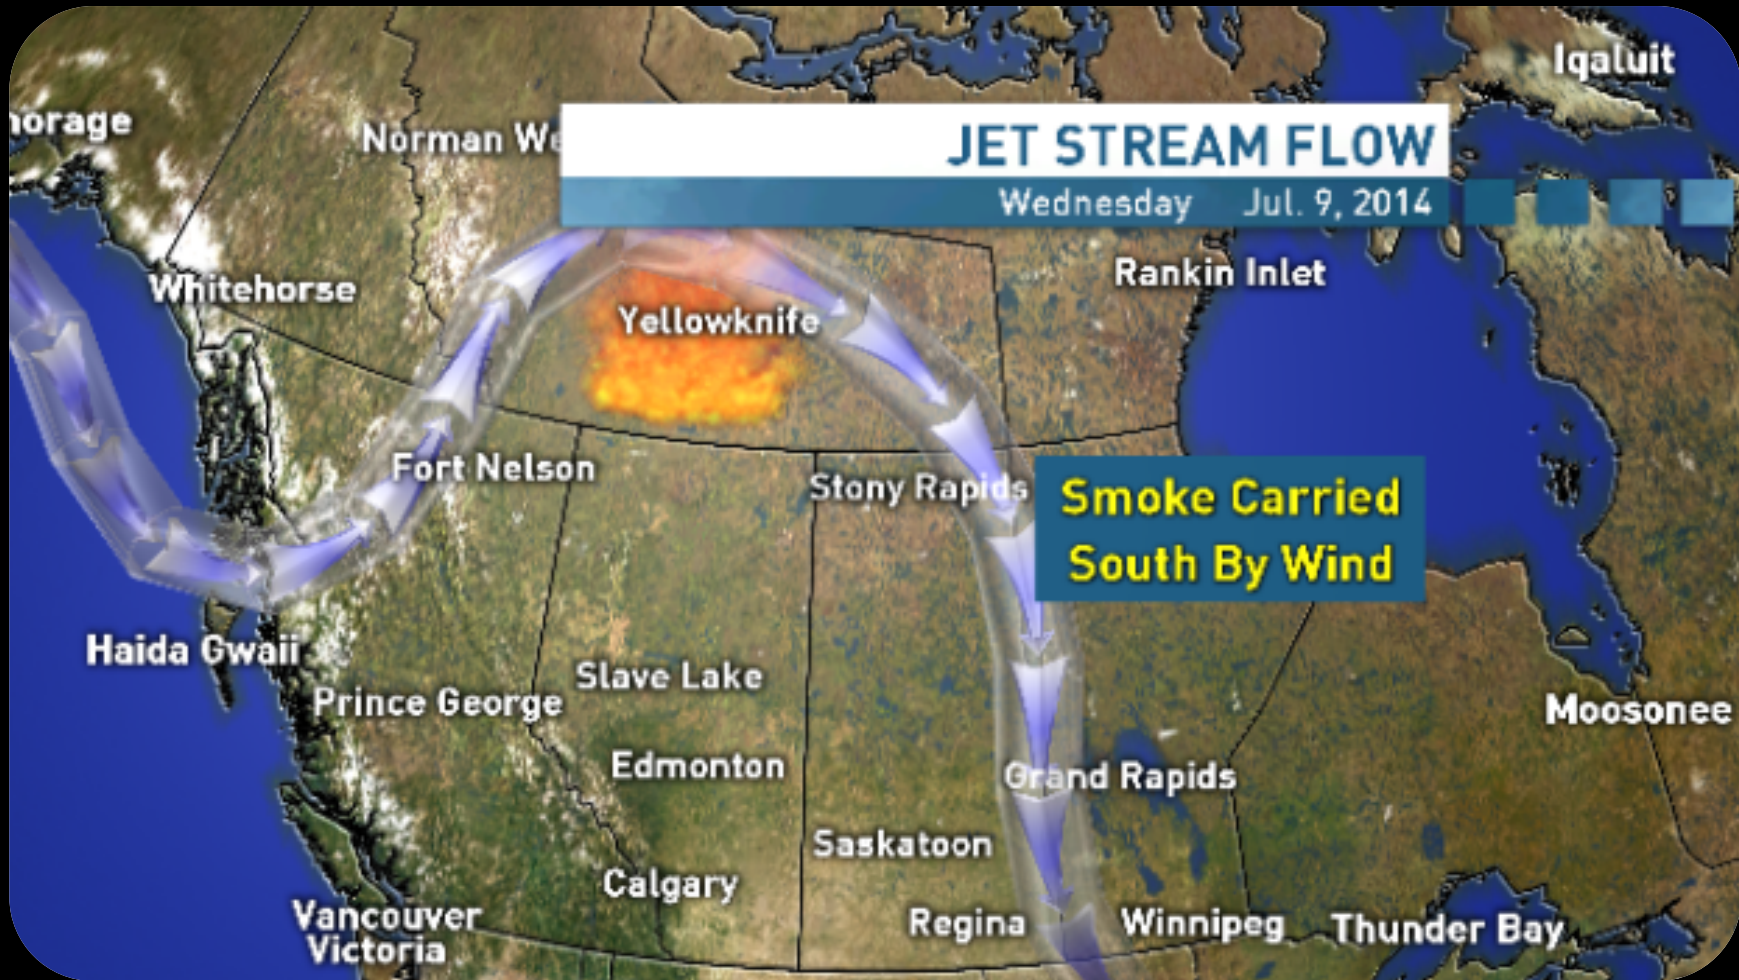 Iqaluit
norage
Norman We
JET STREAM FLOW
Wednesday Jul. 9, 2014
Rankin Inlet
Whitehorse
Yellowknife
Fort Nelson
Stony Rapids
Smoke Carried
South By Wind
Haida Gwaii
Slave Lake
Prince George
Moosonee
Edmonton
Grand Rapids
Saskatoon
Calgary
Vancouver
Victoria
Regina
Winnipeg
Thunder Bay